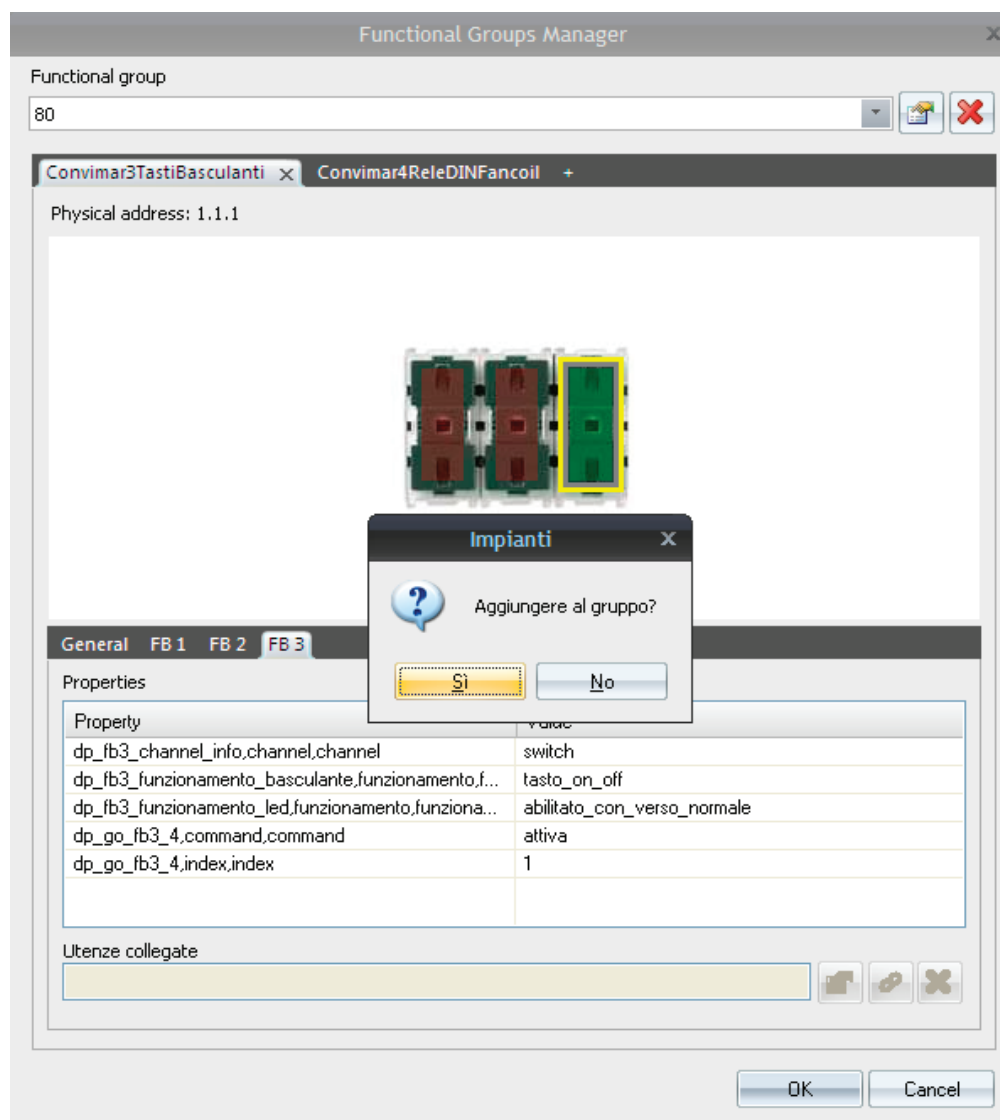 Functional Groups Manager
Functional group
80
Convimar3TastiBasculanti x Convimar4ReleDINFancoil +
Physical address: 1.1.1
Impianti x
Aggiungere al gruppo?
Sì No
General FB 1 FB 2 FB 3
Properties
Property Value
dp_fb3_channel_info,channel,channel switch
dp_fb3_funzionamento_basculante,funzionamento,f... tasto_on_off
dp_fb3_funzionamento_led,funzionamento,funziona... abilitato_con_verso_normale
dp_go_fb3_4,command,command attiva
dp_go_fb3_4,index,index 1
Utenze collegate
OK Cancel